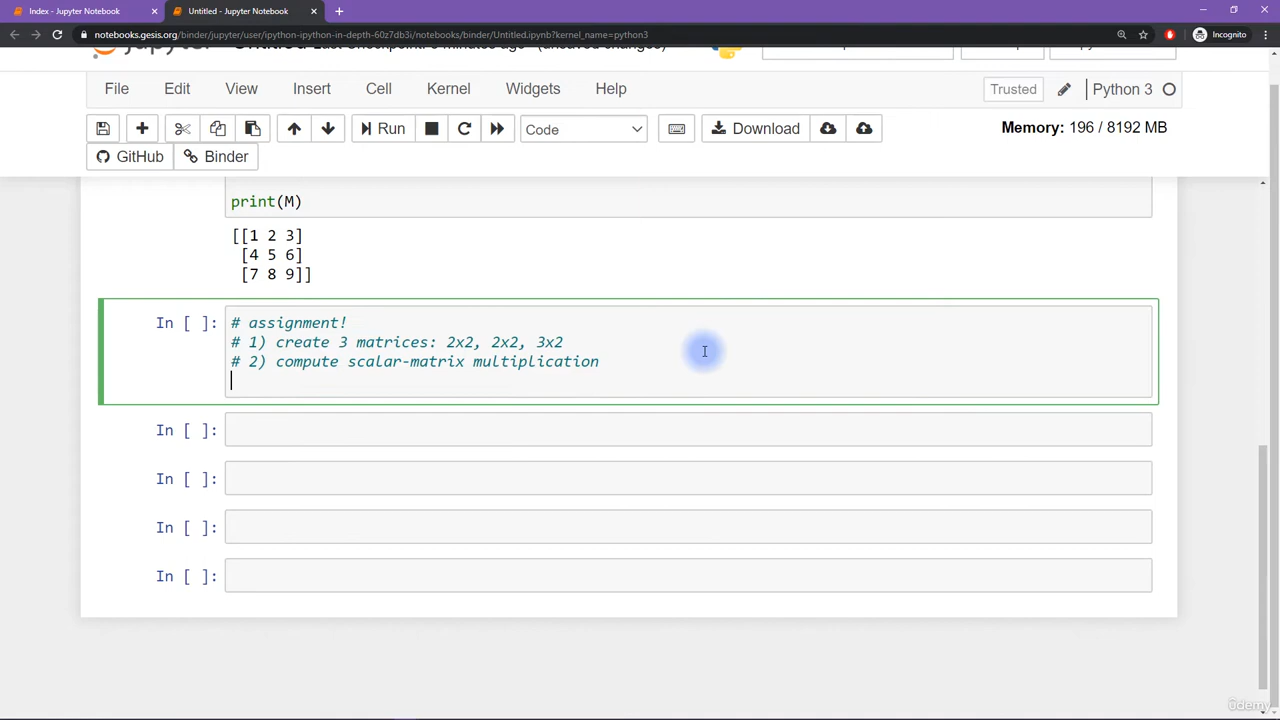 Index - Jupyter Notebook
Untitled - Jupyter Notebook
notebooks.gesis.org/binder/jupyter/user/ipython-ipython-in-depth-60z7db3i/notebooks/binder/Untitled.ipynb?kernel_name=python3
Incognito
File Edit View Insert Cell Kernel Widgets Help Trusted Python 3
Run Code Download Memory: 196 / 8192 MB
GitHub Binder
print(M)
[[1 2 3]
[4 5 6]
[7 8 9]]
In [ ]: # assignment!
# 1) create 3 matrices: 2x2, 2x2, 3x2
# 2) compute scalar-matrix multiplication
In [ ]:
In [ ]:
In [ ]:
In [ ]:
ûdemy